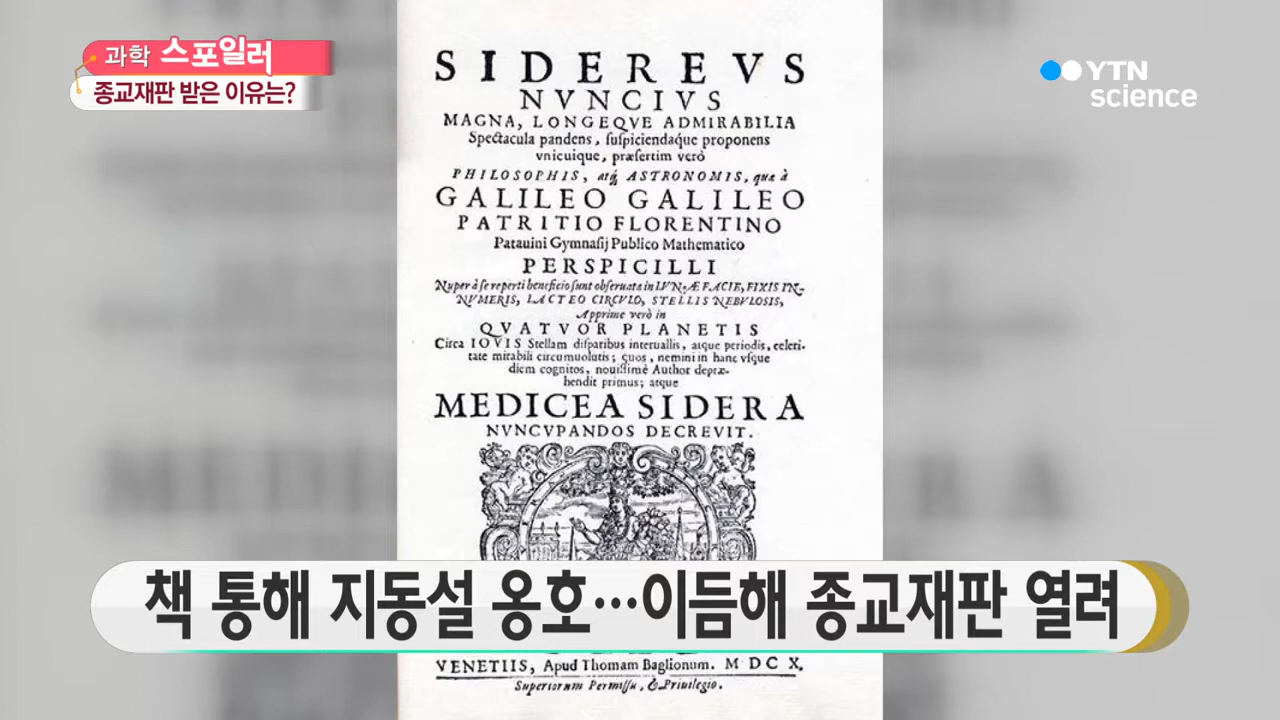 과학 스포일러
종교재판 받은 이유는?
YTN
science
SIDEREVS
NVNCIVS
MAGNA, LONGEQVE ADMIRABILIA
Spectacula pandens, ſuſpiciendaq́ue proponens
vnicuique, præſertim verò
PHILOSOPHIS, atq́ ASTRONOMIS, quæ à
GALILEO GALILEO
PATRITIO FLORENTINO
Patauini Gymnaſij Publico Mathematico
PERSPICILLI
Nuper à ſe reperti beneficio ſunt obſeruata in LVNÆ FACIE, FIXIS IN-
NVMERIS, LACTEO CIRCVLO, STELLIS NEBVLOSIS,
Apprime verò in
QVATVOR PLANETIS
Circa IOVIS Stellam diſparibus interuallis, atque periodis, celeri-
tate mirabili circumuolutis; quos, nemini in hanc vſque
diem cognitos, nouiſſimè Author depræ-
hendit primus; atque
MEDICEA SIDERA
NVNCVPANDOS DECREVIT.
책 통해 지동설 옹호…이듬해 종교재판 열려
VENETIIS, Apud Thomam Baglionum. M DC X.
Superiorum Permiſſu, & Priuilegio.